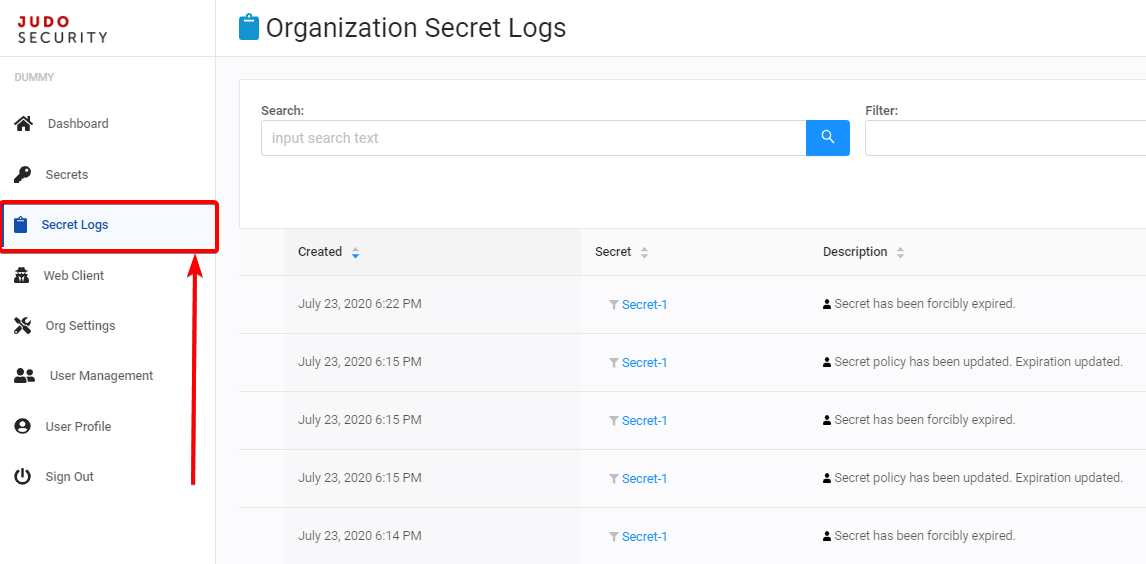 JUDO
SECURITY
Organization Secret Logs
DUMMY
Dashboard
Secrets
Secret Logs
Web Client
Org Settings
User Management
User Profile
Sign Out
Search:
Filter:
input search text
Created Secret Description
July 23, 2020 6:22 PM Secret-1 Secret has been forcibly expired.
July 23, 2020 6:15 PM Secret-1 Secret policy has been updated. Expiration updated.
July 23, 2020 6:15 PM Secret-1 Secret has been forcibly expired.
July 23, 2020 6:15 PM Secret-1 Secret policy has been updated. Expiration updated.
July 23, 2020 6:14 PM Secret-1 Secret has been forcibly expired.